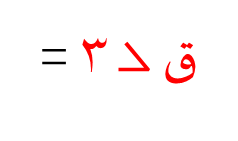 ق ∠ ٣ =